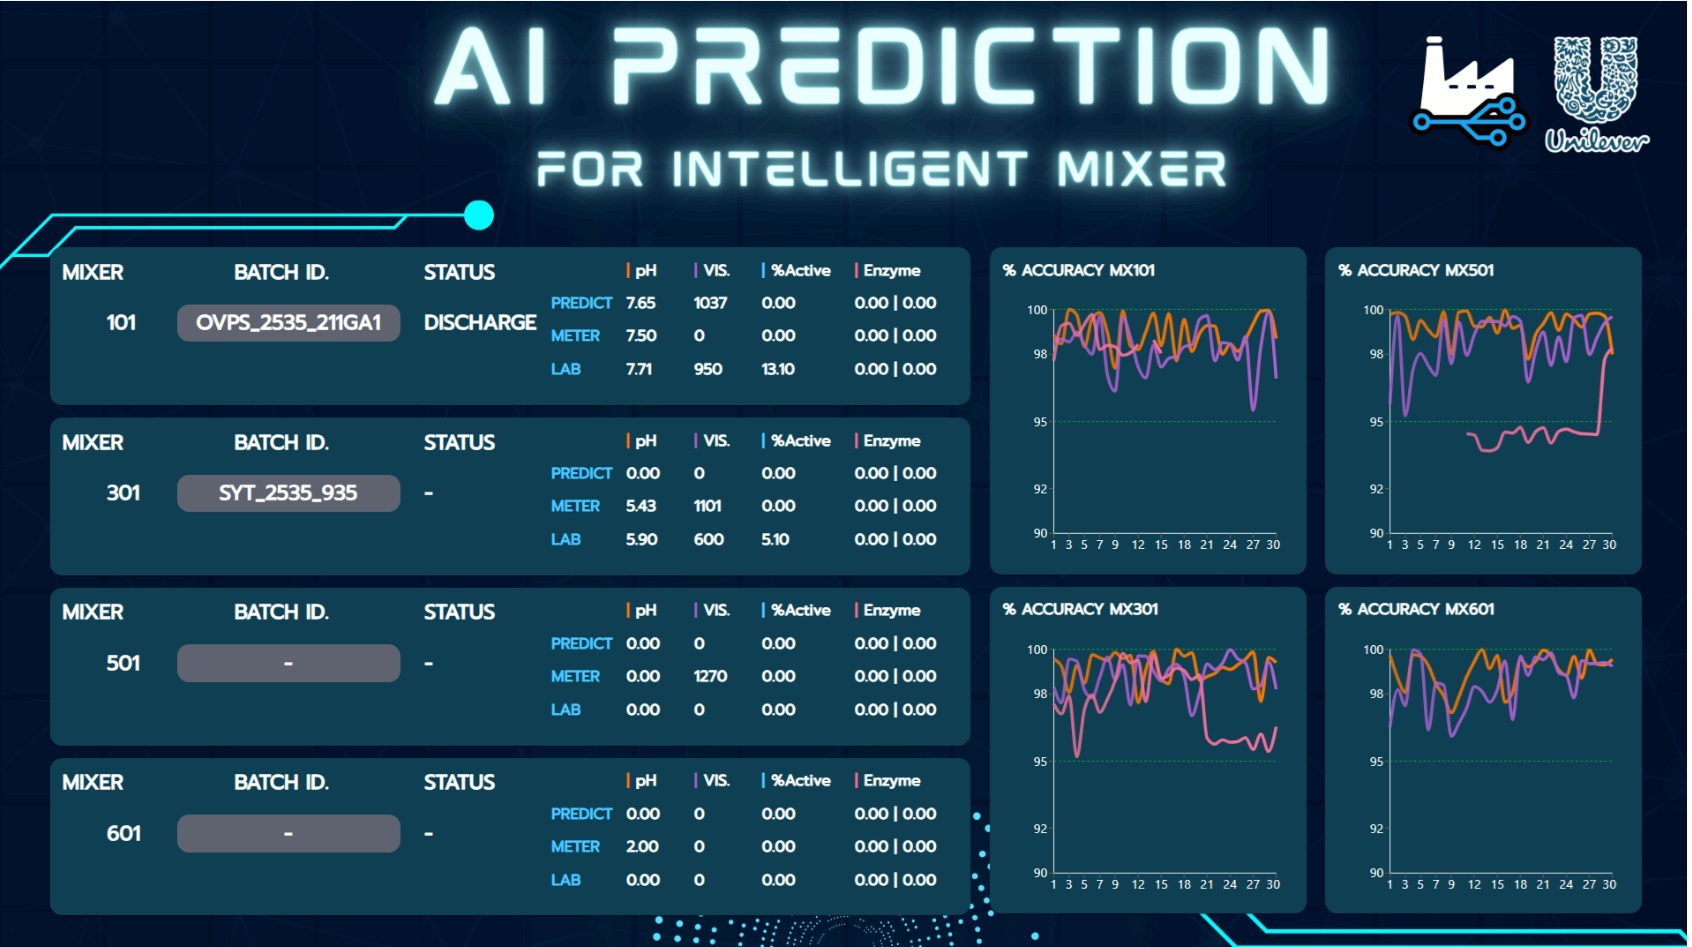 AI PREDICTION
FOR INTELLIGENT MIXER
Unilever
MIXER BATCH ID. STATUS pH VIS. %Active Enzyme
PREDICT 7.65 1037 0.00 0.00 | 0.00
101 OVPS_2535_211GA1 DISCHARGE
METER 7.50 0 0.00 0.00 | 0.00
LAB 7.71 950 13.10 0.00 | 0.00
MIXER BATCH ID. STATUS pH VIS. %Active Enzyme
PREDICT 0.00 0 0.00 0.00 | 0.00
301 SYT_2535_935 -
METER 5.43 1101 0.00 0.00 | 0.00
LAB 5.90 600 5.10 0.00 | 0.00
MIXER BATCH ID. STATUS pH VIS. %Active Enzyme
PREDICT 0.00 0 0.00 0.00 | 0.00
501 - -
METER 0.00 1270 0.00 0.00 | 0.00
LAB 0.00 0 0.00 0.00 | 0.00
MIXER BATCH ID. STATUS pH VIS. %Active Enzyme
PREDICT 0.00 0 0.00 0.00 | 0.00
601 - -
METER 2.00 0 0.00 0.00 | 0.00
LAB 0.00 0 0.00 0.00 | 0.00
% ACCURACY MX101
100
98
95
92
90
1 3 5 7 9 12 15 18 21 24 27 30
% ACCURACY MX501
100
98
95
92
90
1 3 5 7 9 12 15 18 21 24 27 30
% ACCURACY MX301
100
98
95
92
90
1 3 5 7 9 12 15 18 21 24 27 30
% ACCURACY MX601
100
98
95
92
90
1 3 5 7 9 12 15 18 21 24 27 30